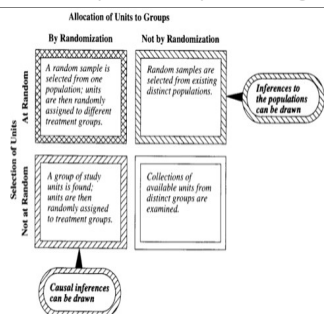 Allocation of Units to Groups
By Randomization
Not by Randomization
Selection of Units
At Random
A random sample is
selected from one
population; units
are then randomly
assigned to different
treatment groups.
Random samples are
selected from existing
distinct populations.
Inferences to
the populations
can be drawn
Not at Random
A group of study
units is found;
units are then
randomly assigned
to treatment groups.
Collections of
available units from
distinct groups are
examined.
Causal inferences
can be drawn